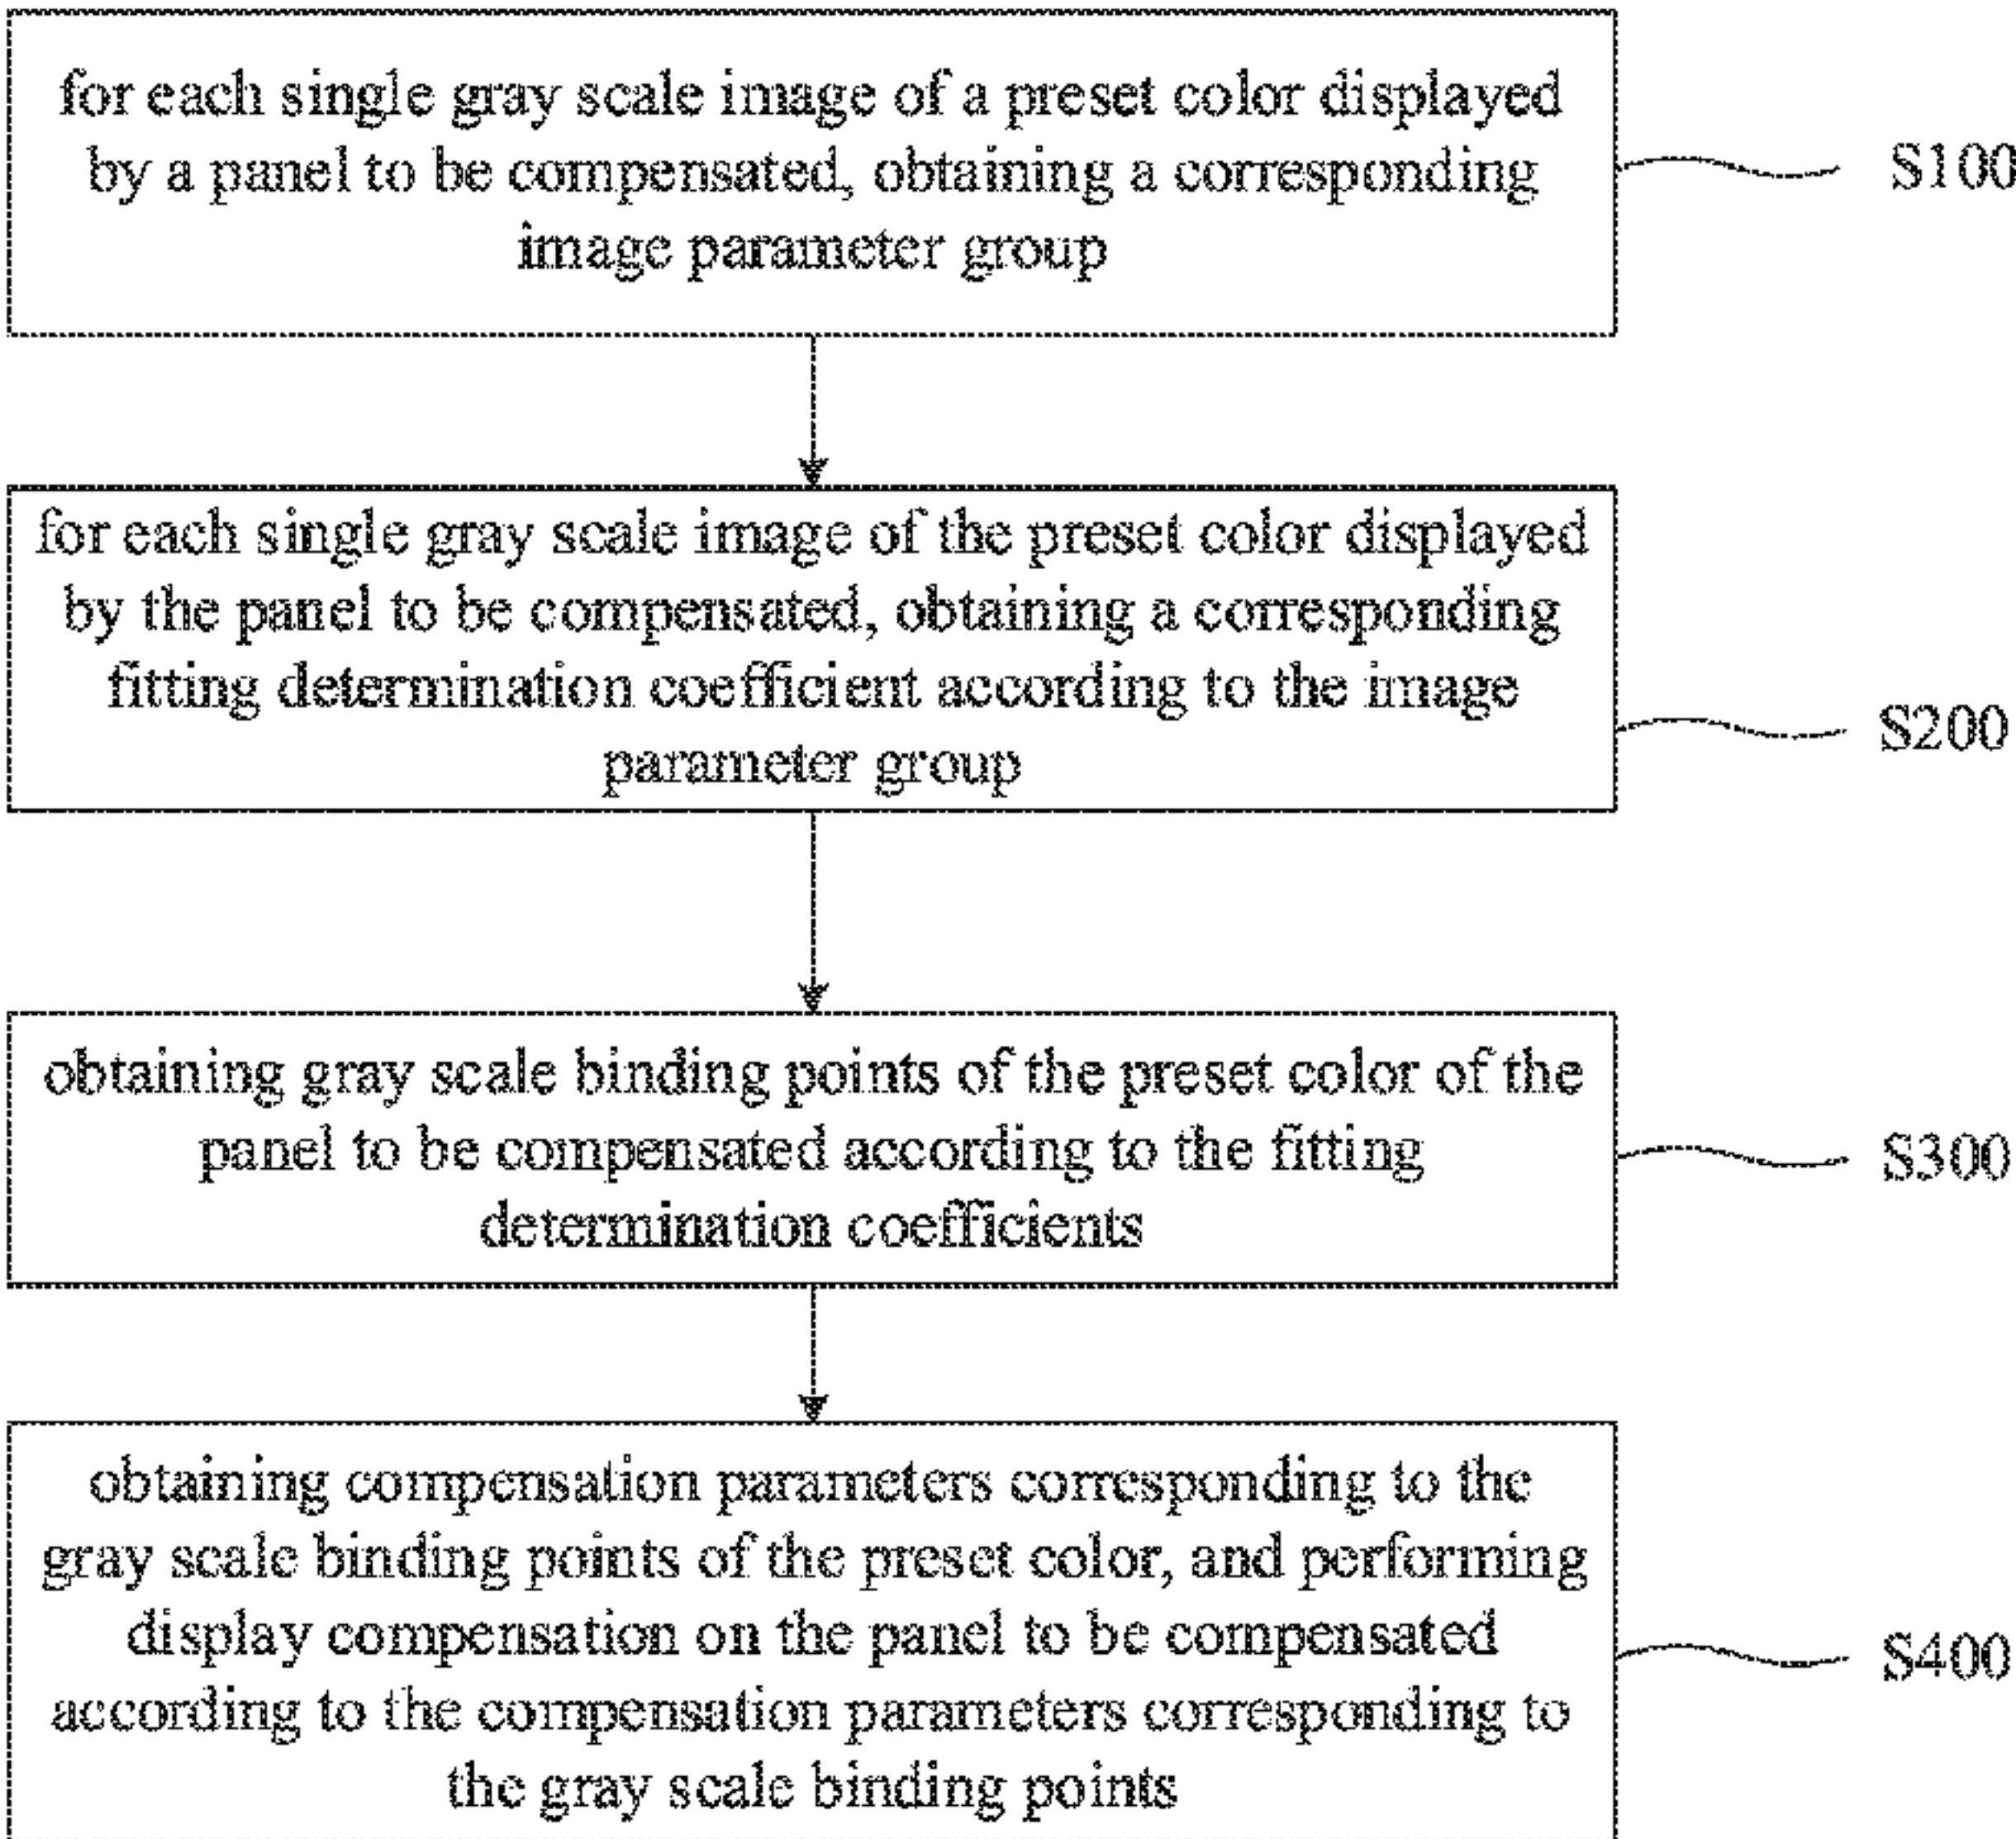 for each single gray scale image of a preset color displayed
by a panel to be compensated, obtaining a corresponding
image parameter group
S100
for each single gray scale image of the preset color displayed
by the panel to be compensated, obtaining a corresponding
fitting determination coefficient according to the image
parameter group
S200
obtaining gray scale binding points of the preset color of the
panel to be compensated according to the fitting
determination coefficients
S300
obtaining compensation parameters corresponding to the
gray scale binding points of the preset color, and performing
display compensation on the panel to be compensated
according to the compensation parameters corresponding to
the gray scale binding points
S400